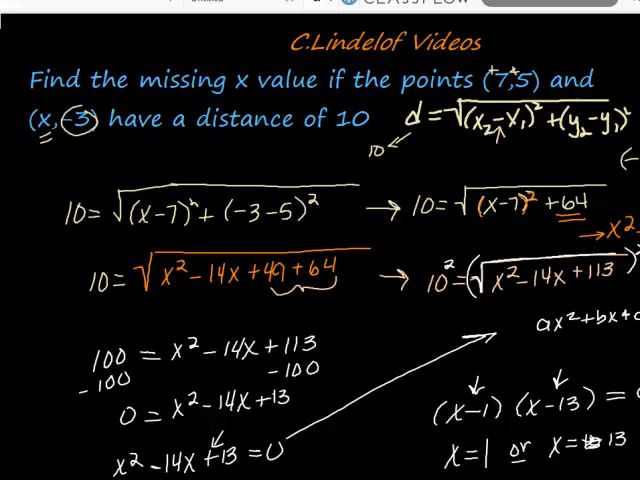 CLASSFLOW
C.Lindelof Videos
Find the missing x value if the points (7,5) and
(x,-3) have a distance of 10
d = √(x₂-x₁)² + (y₂-y₁)²
10
(-
10 = √(x-7)² + (-3-5)² → 10 = √(x-7)² + 64
→ x² -
10 = √x² - 14x + 49 + 64 → 10² = (√x² - 14x + 113)²
100 = x² - 14x + 113
-100 -100
ax² + bx + c
0 = x² - 14x + 13
(x-1) (x-13) = 0
x² - 14x + 13 = 0
x = 1 or x = 13